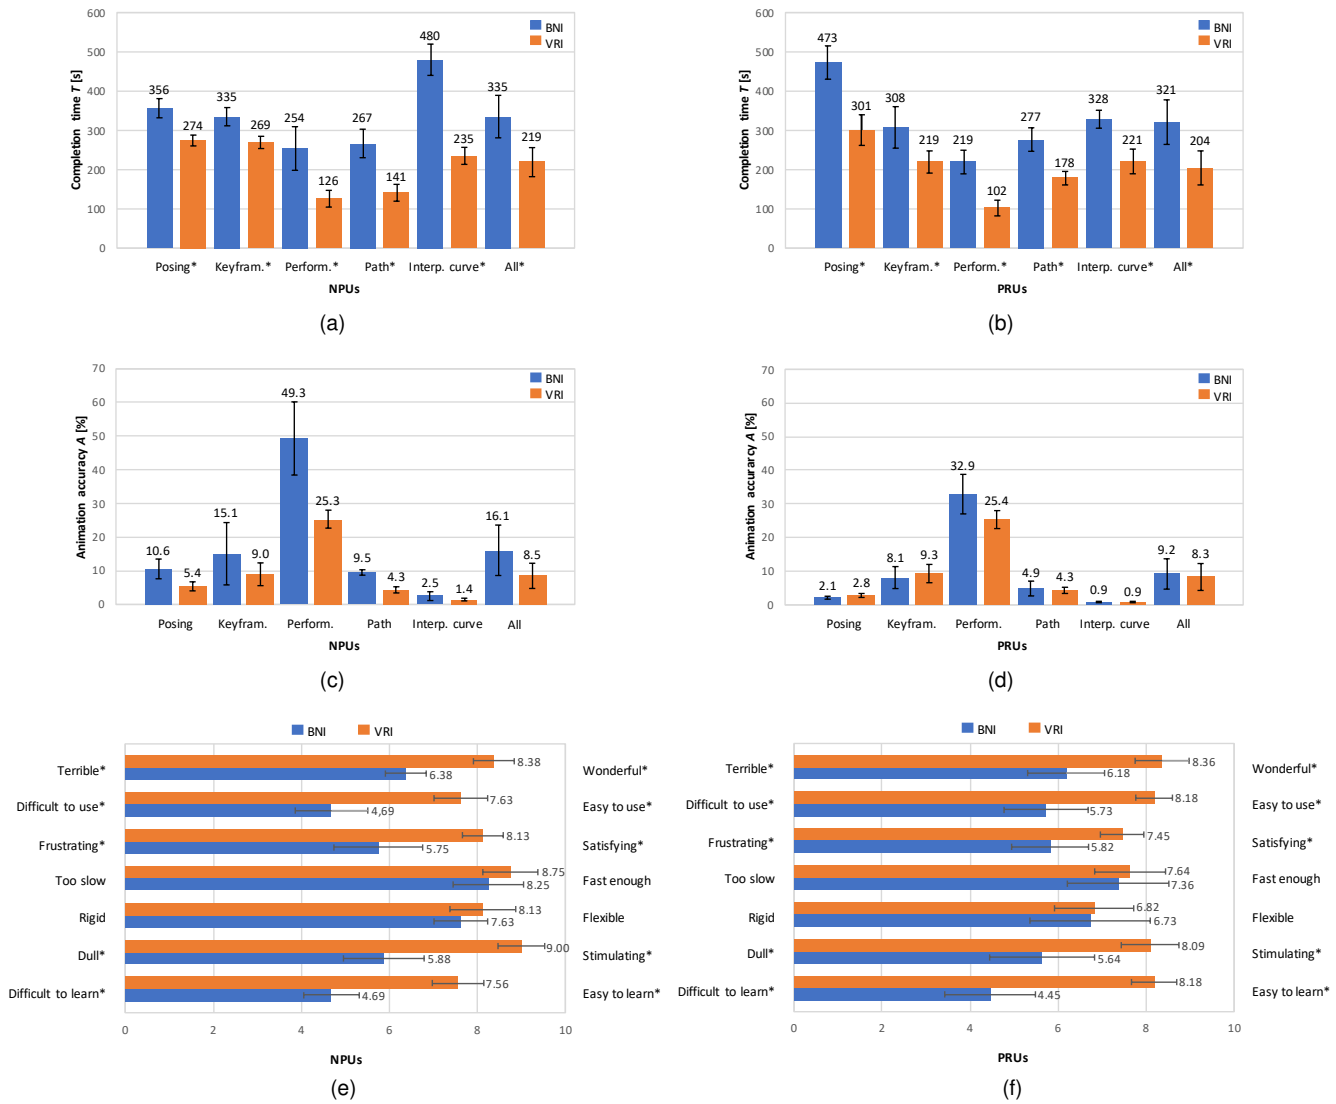 600
500
400
300
200
100
0
Completion time T [s]
BNI
VRI
356
274
335
269
254
126
267
141
480
235
335
219
Posing* Keyfram.* Perform.* Path* Interp. curve* All*
NPUs
(a)
600
500
400
300
200
100
0
Completion time T [s]
BNI
VRI
473
301
308
219
219
102
277
178
328
221
321
204
Posing* Keyfram.* Perform.* Path* Interp. curve* All*
PRUs
(b)
70
60
50
40
30
20
10
0
Animation accuracy A [%]
BNI
VRI
10.6
5.4
15.1
9.0
49.3
25.3
9.5
4.3
2.5
1.4
16.1
8.5
Posing Keyfram. Perform. Path Interp. curve All
NPUs
(c)
70
60
50
40
30
20
10
0
Animation accurarcy A [%]
BNI
VRI
2.1
2.8
8.1
9.3
32.9
25.4
4.9
4.3
0.9
0.9
9.2
8.3
Posing Keyfram. Perform. Path Interp. curve All
PRUs
(d)
BNI VRI
Terrible* 8.38 6.38 Wonderful*
Difficult to use* 7.63 4,69 Easy to use*
Frustrating* 8.13 5.75 Satisfying*
Too slow 8.75 8.25 Fast enough
Rigid 8.13 7.63 Flexible
Dull* 9.00 5.88 Stimulating*
Difficult to learn* 7.56 4.69 Easy to learn*
0 2 4 6 8 10
NPUs
(e)
BNI VRI
Terrible* 8.36 6.18 Wonderful*
Difficult to use* 8.18 5.73 Easy to use*
Frustrating* 7.45 5.82 Satisfying*
Too slow 7.64 7.36 Fast enough
Rigid 6.82 6.73 Flexible
Dull* 8.09 5.64 Stimulating*
Difficult to learn* 8.18 4.45 Easy to learn*
0 2 4 6 8 10
PRUs
(f)